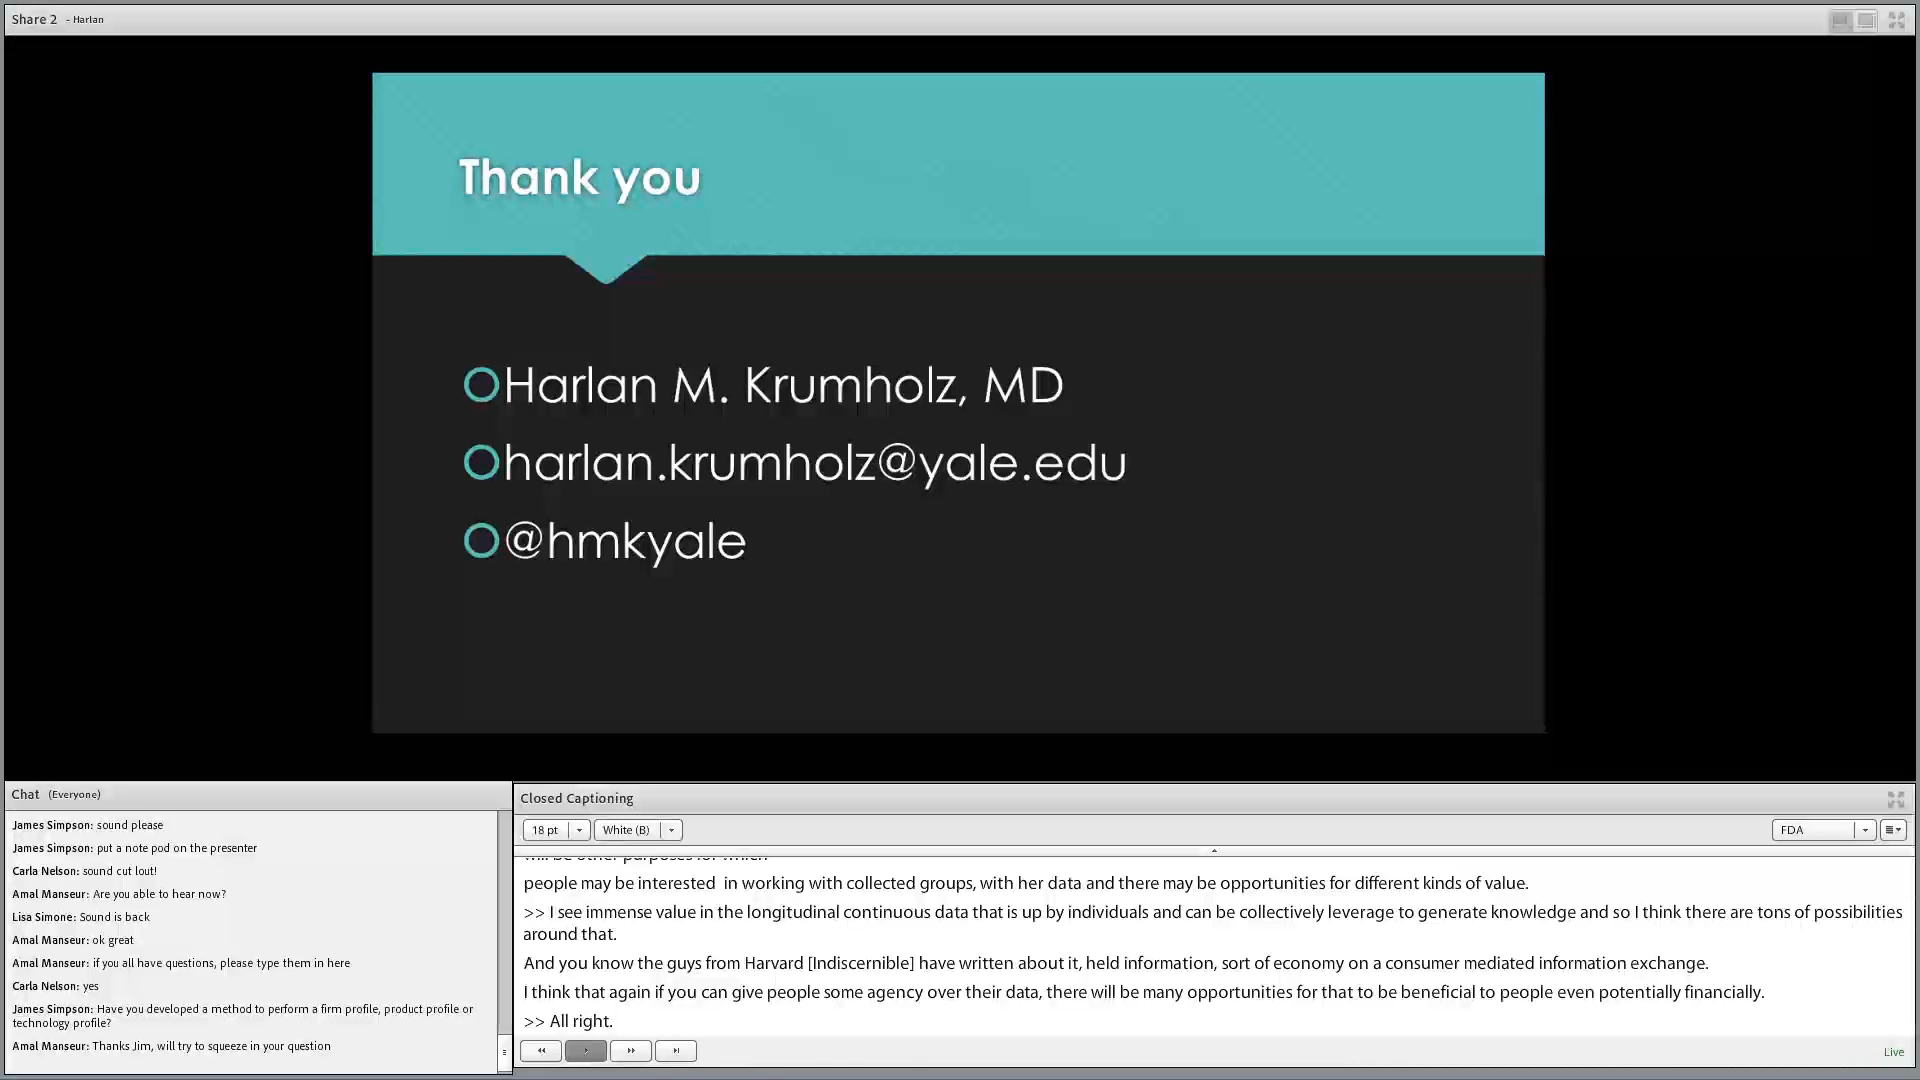 Share 2 - Harlan
Thank you
Harlan M. Krumholz, MD
harlan.krumholz@yale.edu
@hmkyale
Chat (Everyone)
James Simpson: sound please
James Simpson: put a note pod on the presenter
Carla Nelson: sound cut lout!
Amal Manseur: Are you able to hear now?
Lisa Simone: Sound is back
Amal Manseur: ok great
Amal Manseur: if you all have questions, please type them in here
Carla Nelson: yes
James Simpson: Have you developed a method to perform a firm profile, product profile or
technology profile?
Amal Manseur: Thanks Jim, will try to squeeze in your question
Closed Captioning
18 pt White (B) FDA
will be other purposes for which
people may be interested in working with collected groups, with her data and there may be opportunities for different kinds of value.
>> I see immense value in the longitudinal continuous data that is up by individuals and can be collectively leverage to generate knowledge and so I think there are tons of possibilities
around that.
And you know the guys from Harvard [Indiscernible] have written about it, held information, sort of economy on a consumer mediated information exchange.
I think that again if you can give people some agency over their data, there will be many opportunities for that to be beneficial to people even potentially financially.
>> All right.
Live